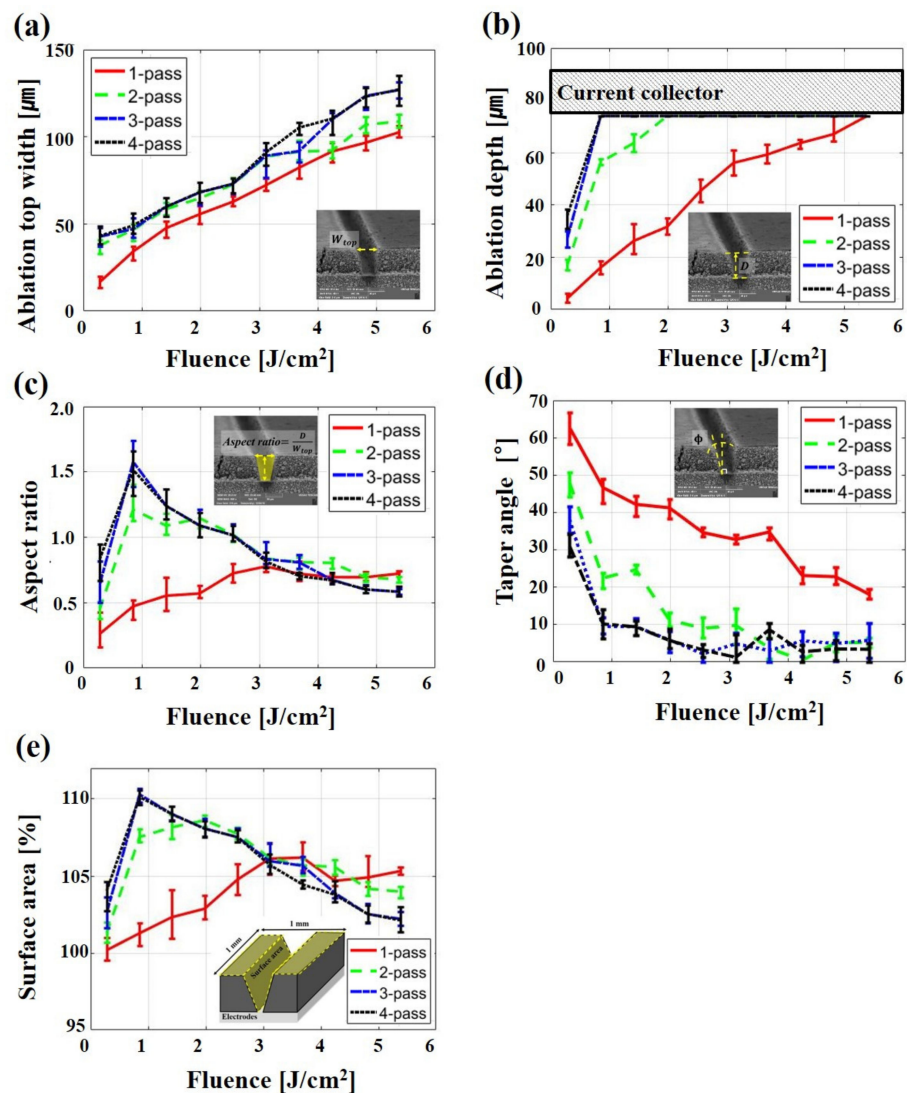 (a)
Ablation top width [㎛]
150
100
50
0
0 1 2 3 4 5 6
Fluence [J/cm²]
1-pass
2-pass
3-pass
4-pass
W top
(b)
Ablation depth [㎛]
100
80
60
40
20
0
0 1 2 3 4 5 6
Fluence [J/cm²]
Current collector
1-pass
2-pass
3-pass
4-pass
D
(c)
Aspect ratio
2.0
1.5
1.0
0.5
0
0 1 2 3 4 5 6
Fluence [J/cm²]
Aspect ratio= D/W top
1-pass
2-pass
3-pass
4-pass
(d)
Taper angle [°]
70
60
50
40
30
20
10
0
0 1 2 3 4 5 6
Fluence [J/cm²]
ϕ
1-pass
2-pass
3-pass
4-pass
(e)
Surface area [%]
110
105
100
95
0 1 2 3 4 5 6
Fluence [J/cm²]
1 mm
1 mm
Surface area
Electrodes
1-pass
2-pass
3-pass
4-pass